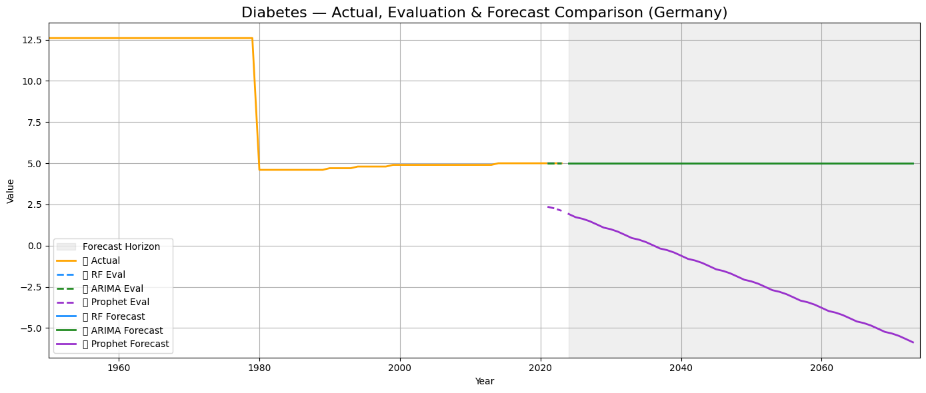 Diabetes — Actual, Evaluation & Forecast Comparison (Germany)
Value
12.5
10.0
7.5
5.0
2.5
0.0
−2.5
−5.0
Forecast Horizon
▯ Actual
▯ RF Eval
▯ ARIMA Eval
▯ Prophet Eval
▯ RF Forecast
▯ ARIMA Forecast
▯ Prophet Forecast
1960
1980
2000
2020
2040
2060
Year